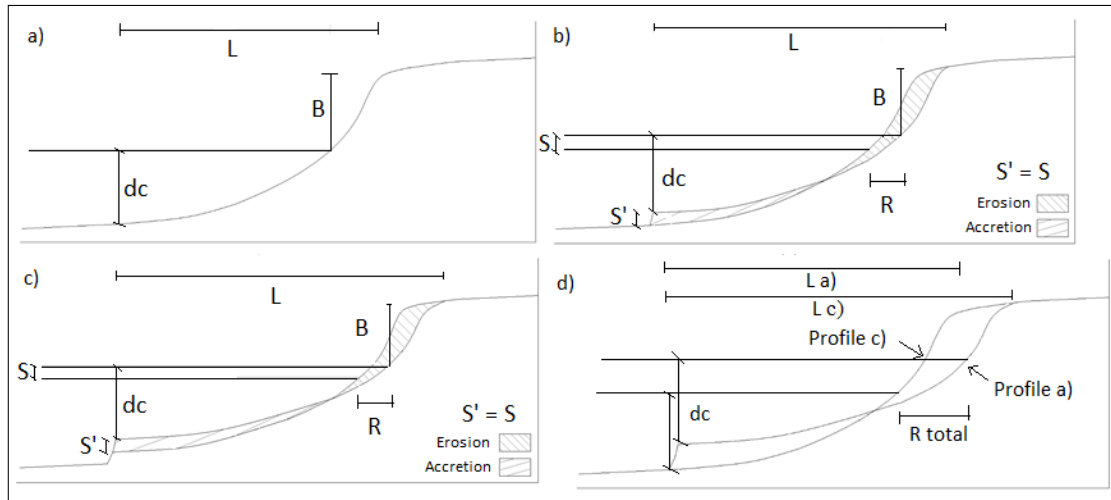 a)
L
B
dc
b)
L
B
S
dc
S' = S
R
Erosion
S'
Accretion
c)
L
B
S
dc
R
S' = S
S'
Erosion
Accretion
d)
L a)
L c)
Profile c)
Profile a)
dc
R total